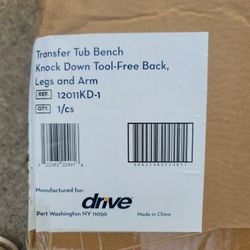 Transfer Tub Bench
Knock Down Tool-Free Back,
Legs and Arm
REF. 12011KD-1
QTY. 1/cs
Manufactured for:
drive
Port Washington NY 11050
Made in China